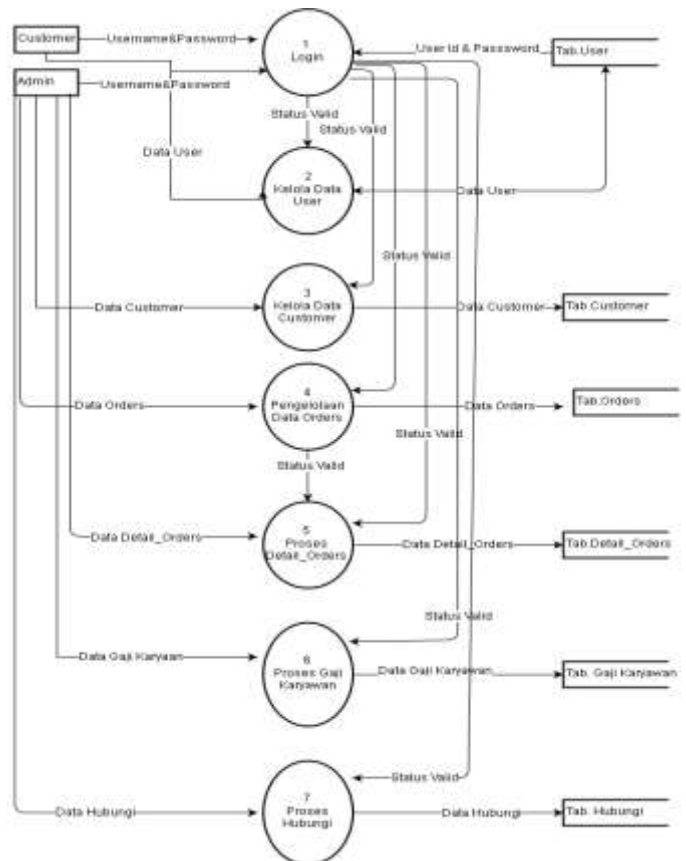 Customer
Username&Password
1
Login
User Id & Passsword
Tab.User
Admin
Username&Password
Status Valid
Status Valid
Data User
2
Kelola Data
User
Data User
Status Valid
3
Kelola Data
Customer
Data Customer
Data Customer
Tab.Customer
4
Pengelolaan
Data Orders
Data Orders
Data Orders
Tab.Orders
Status Valid
Status Valid
5
Proses
Detail_Orders
Data Detail_Orders
Data Detail_Orders
Tab.Detail_Orders
Status Valid
6
Proses Gaji
Karyawan
Data Gaji Karyaan
Data Gaji Karyawan
Tab. Gaji Karyawan
Status Valid
7
Proses
Hubungi
Data Hubungi
Data Hubungi
Tab. Hubungi